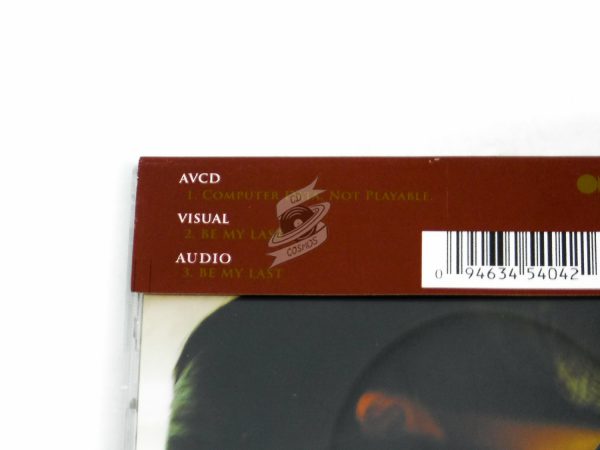 AVCD
1. Computer Data, Not Playable.
VISUAL
2. BE MY LAST
AUDIO
3. BE MY LAST
CD
COSMOS
0 94634 54042